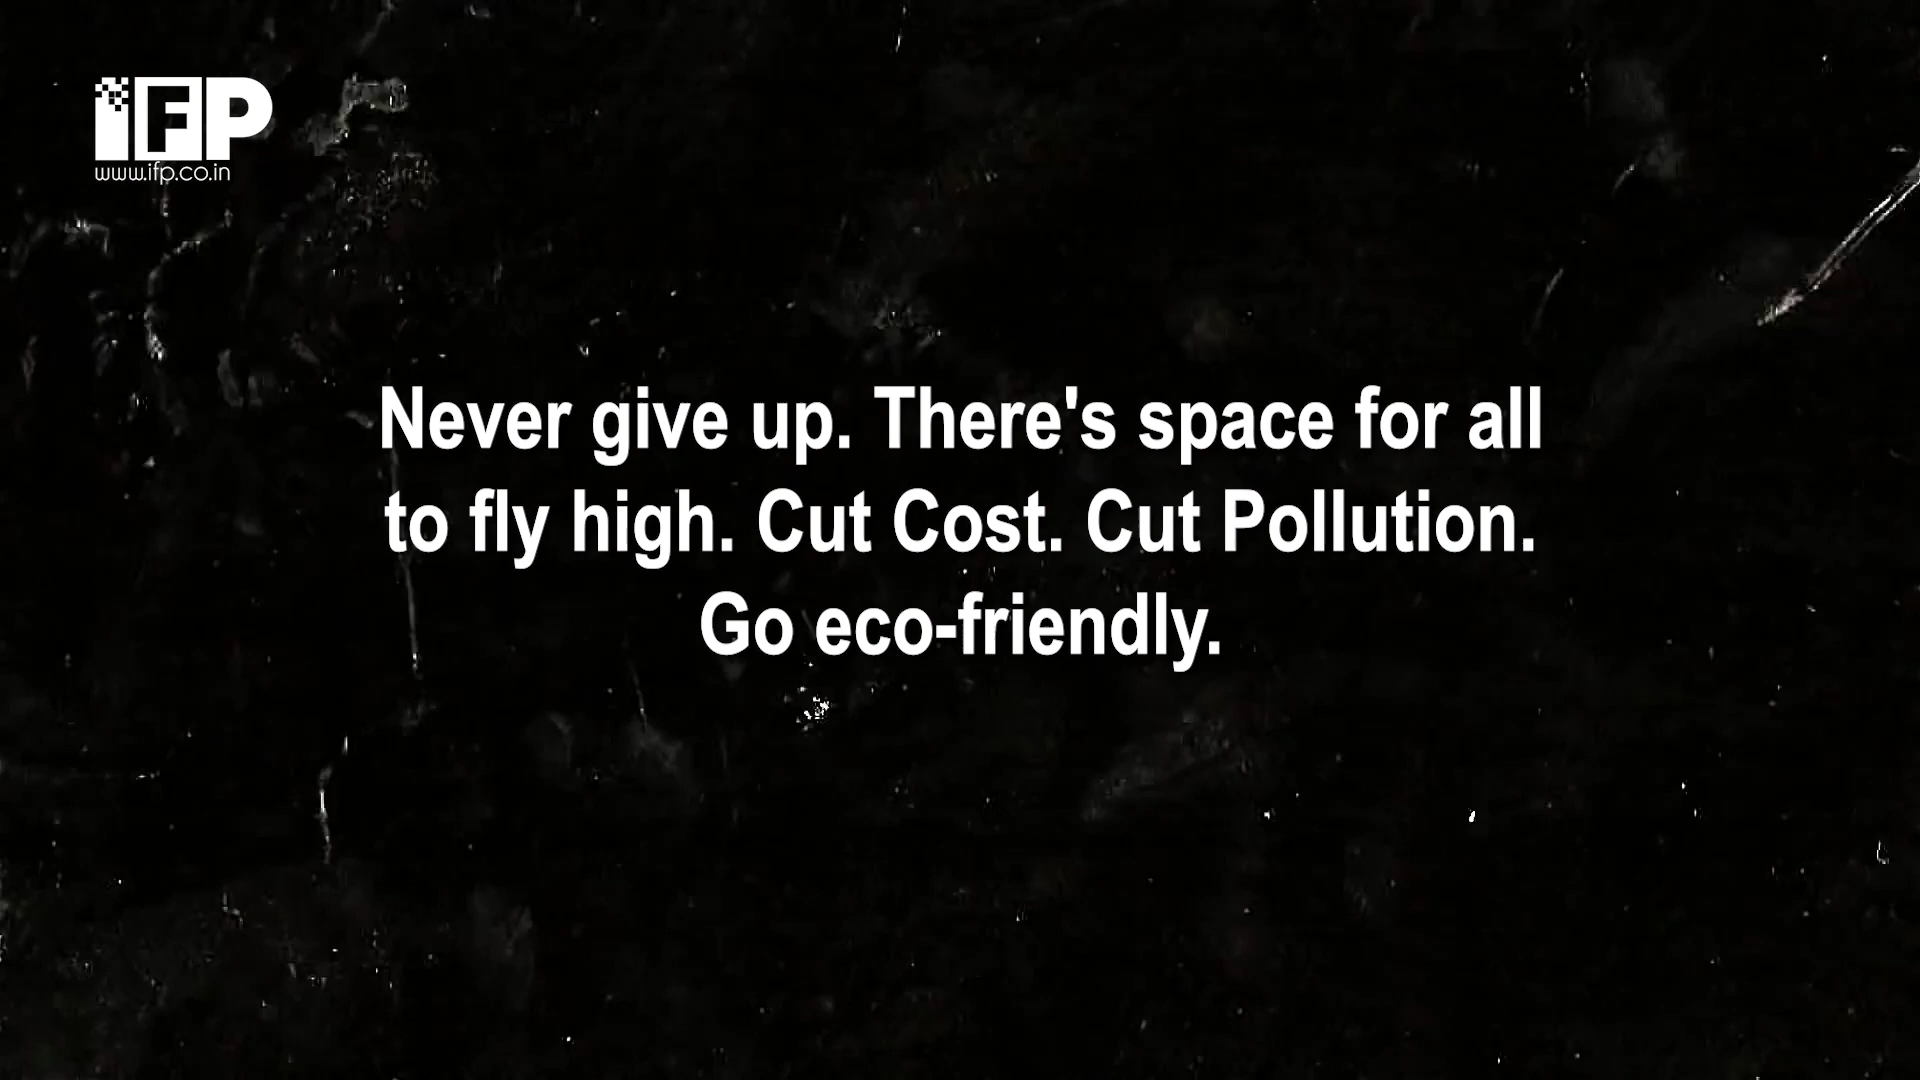 iFP
www.ifp.co.in
Never give up. There's space for all
to fly high. Cut Cost. Cut Pollution.
Go eco-friendly.